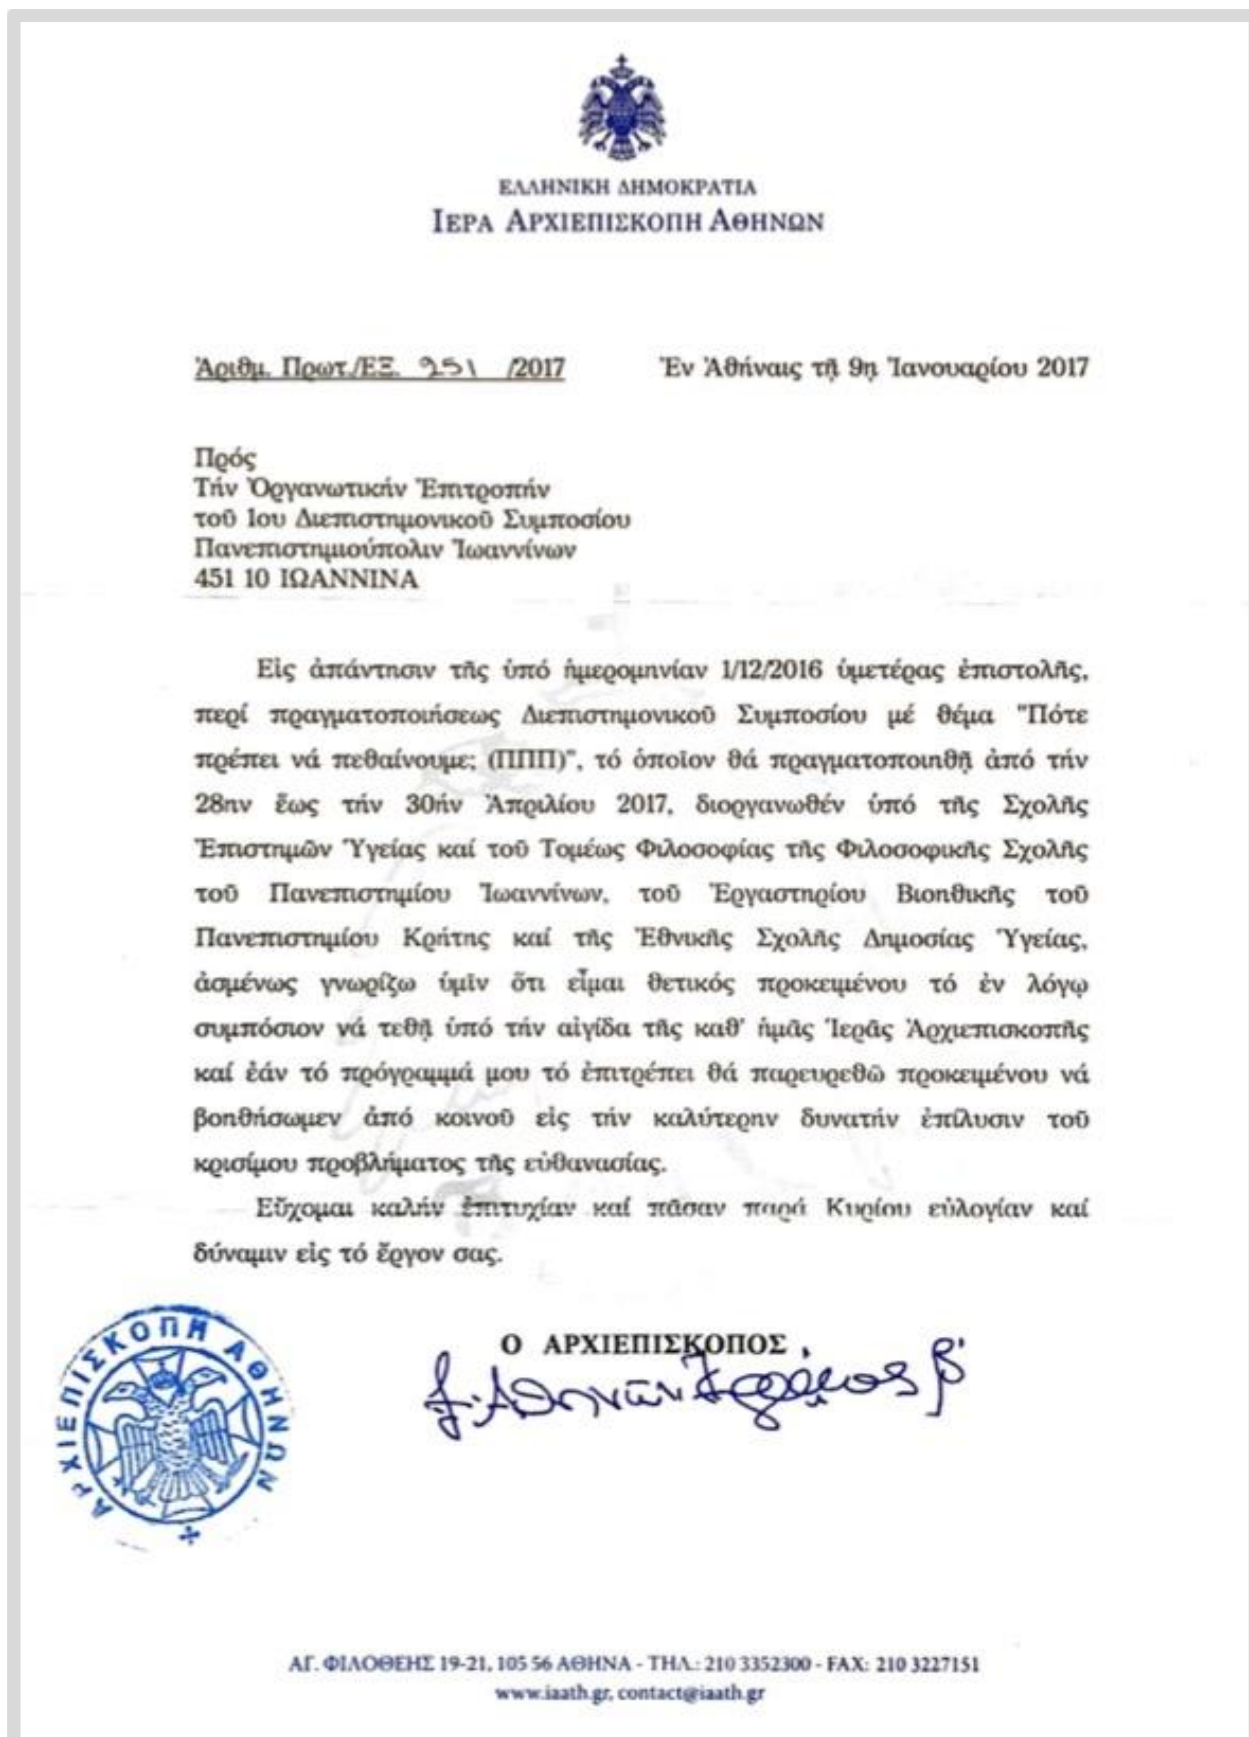 ΕΛΛΗΝΙΚΗ ΔΗΜΟΚΡΑΤΙΑ
ΙΕΡΑ ΑΡΧΙΕΠΙΣΚΟΠΗ ΑΘΗΝΩΝ
Ἀριθμ. Πρωτ./ΕΞ. 251 /2017
Ἐν Ἀθήναις τῇ 9ῃ Ἰανουαρίου 2017
Πρός
Τήν Ὀργανωτικήν Ἐπιτροπήν
τοῦ 1ου Διεπιστημονικοῦ Συμποσίου
Πανεπιστημιούπολιν Ἰωαννίνων
451 10 ΙΩΑΝΝΙΝΑ
Εἰς ἀπάντησιν τῆς ὑπό ἡμερομηνίαν 1/12/2016 ὑμετέρας ἐπιστολῆς,
περί πραγματοποιήσεως Διεπιστημονικοῦ Συμποσίου μέ θέμα "Πότε
πρέπει νά πεθαίνουμε; (ΠΠΠ)", τό ὁποῖον θά πραγματοποιηθῇ ἀπό τήν
28ην ἕως τήν 30ήν Ἀπριλίου 2017, διοργανωθέν ὑπό τῆς Σχολῆς
Ἐπιστημῶν Ὑγείας καί τοῦ Τομέως Φιλοσοφίας τῆς Φιλοσοφικῆς Σχολῆς
τοῦ Πανεπιστημίου Ἰωαννίνων, τοῦ Ἐργαστηρίου Βιοηθικῆς τοῦ
Πανεπιστημίου Κρήτης καί τῆς Ἐθνικῆς Σχολῆς Δημοσίας Ὑγείας,
ἀσμένως γνωρίζω ὑμῖν ὅτι εἶμαι θετικός προκειμένου τό ἐν λόγῳ
συμπόσιον νά τεθῇ ὑπό τήν αἰγίδα τῆς καθ' ἡμᾶς Ἱερᾶς Ἀρχιεπισκοπῆς
καί ἐάν τό πρόγραμμά μου τό ἐπιτρέπει θά παρευρεθῶ προκειμένου νά
βοηθήσωμεν ἀπό κοινοῦ εἰς τήν καλύτερην δυνατήν ἐπίλυσιν τοῦ
κρισίμου προβλήματος τῆς εὐθανασίας.
Εὔχομαι καλήν ἐπιτυχίαν καί πᾶσαν παρά Κυρίου εὐλογίαν καί
δύναμιν εἰς τό ἔργον σας.
Ο ΑΡΧΙΕΠΙΣΚΟΠΟΣ
Ἀθηνῶν Ἱερώνυμος Β'
ΑΡΧΙΕΠΙΣΚΟΠΗ ΑΘΗΝΩΝ
ΑΓ. ΦΙΛΟΘΕΗΣ 19-21, 105 56 ΑΘΗΝΑ - ΤΗΛ.: 210 3352300 - FAX: 210 3227151
www.iaath.gr, contact@iaath.gr